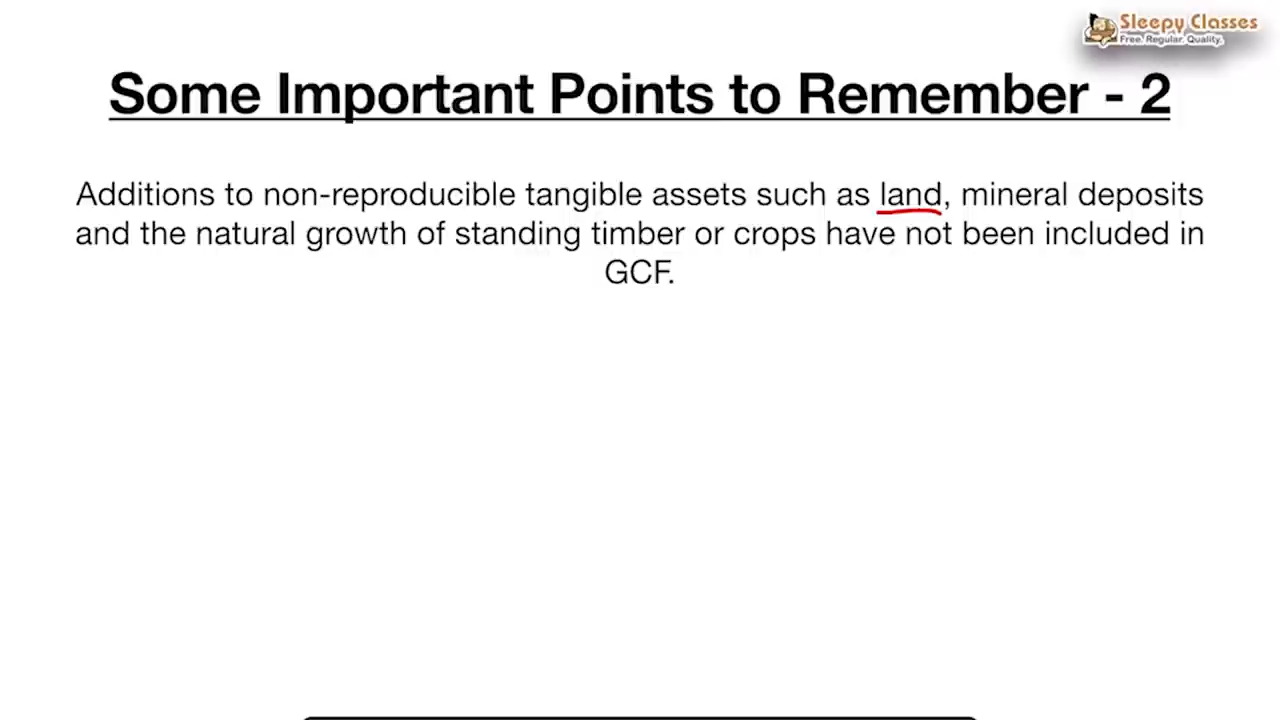 Sleepy Classes
Free. Regular. Quality.
Some Important Points to Remember - 2
Additions to non-reproducible tangible assets such as land, mineral deposits
and the natural growth of standing timber or crops have not been included in
GCF.